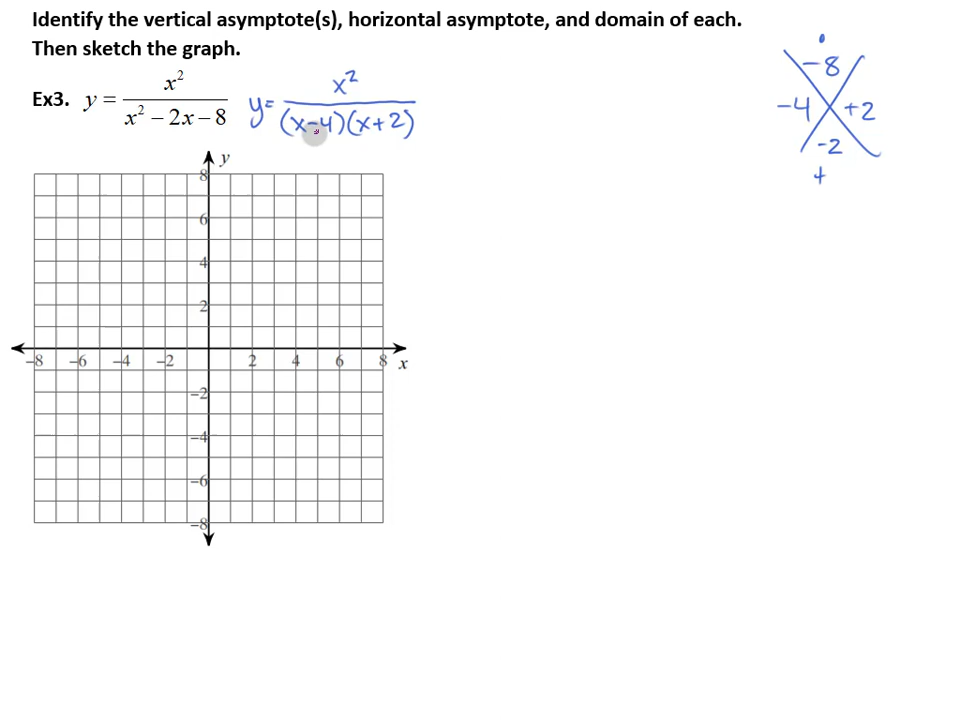 Identify the vertical asymptote(s), horizontal asymptote, and domain of each.
Then sketch the graph.
Ex3. y = x² / (x² − 2x − 8)
y = x² / (x−4)(x+2)
−8
−4 +2
−2
+
y
8
6
4
2
−8 −6 −4 −2 2 4 6 8 x
−2
−4
−6
−8